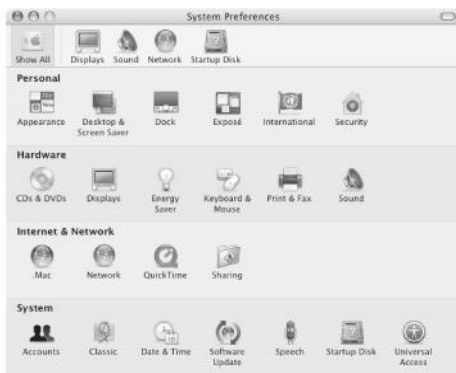 System Preferences
Show All Displays Sound Network Startup Disk
Personal
Appearance Desktop & Screen Saver Dock Exposé International Security
Hardware
CDs & DVDs Displays Energy Saver Keyboard & Mouse Print & Fax Sound
Internet & Network
.Mac Network QuickTime Sharing
System
Accounts Classic Date & Time Software Update Speech Startup Disk Universal Access